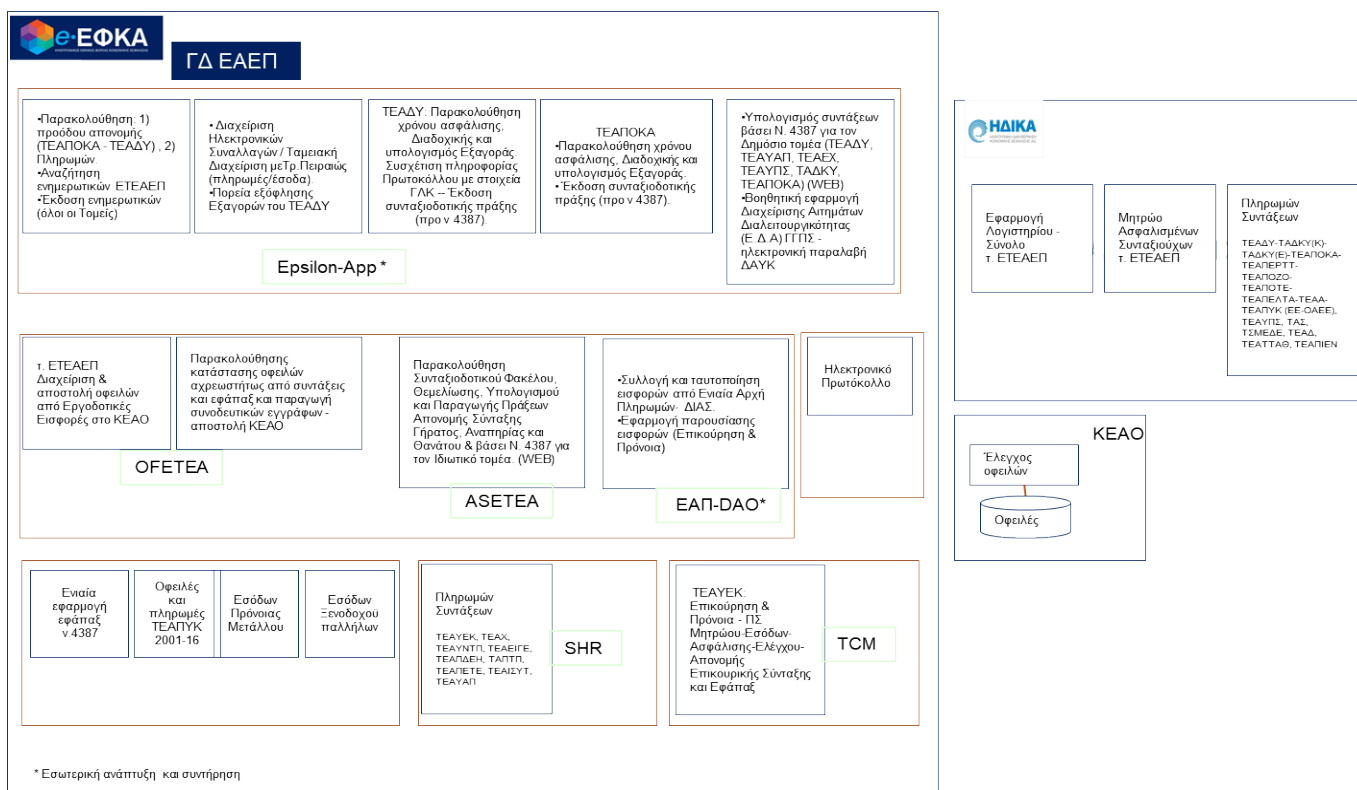 e-ΕΦΚΑ
ΓΔ ΕΑΕΠ
•Παρακολούθηση: 1)
προόδου απονομής
(ΤΕΑΠΟΚΑ - ΤΕΑΔΥ) , 2)
Πληρωμών.
•Αναζήτηση
ενημερωτικών ΕΤΕΑΕΠ
•Έκδοση ενημερωτικών
(όλοι οι Τομείς)
• Διαχείριση
Ηλεκτρονικών
Συναλλαγών / Ταμειακή
Διαχείριση μεΤρ.Πειραιώς
(πληρωμές/έσοδα).
• Πορεία εξόφλησης
Εξαγορών του ΤΕΑΔΥ
ΤΕΑΔΥ: Παρακολούθηση
χρόνου ασφάλισης,
Διαδοχικής και
υπολογισμός Εξαγοράς.
Συσχέτιση πληροφορίας
Πρωτοκόλλου με στοιχεία
ΓΛΚ -- Έκδοση
συνταξιοδοτικής πράξης
(προ ν 4387).
ΤΕΑΠΟΚΑ
•Παρακολούθηση χρόνου
ασφάλισης, Διαδοχικής και
υπολογισμός Εξαγοράς.
• Έκδοση συνταξιοδοτικής
πράξης (προ ν 4387).
•Υπολογισμός συντάξεων
βάσει Ν. 4387 για τον
Δημόσιο τομέα (ΤΕΑΔΥ,
ΤΕΑΥΑΠ, ΤΕΑΕΧ,
ΤΕΑΥΠΣ, ΤΑΔΚΥ,
ΤΕΑΠΟΚΑ) (WEB)
•Βοηθητική εφαρμογή
Διαχείρισης Αιτημάτων
Διαλειτουργικότητας
(Ε.Δ.Α) ΓΓΠΣ -
ηλεκτρονική παραλαβή
ΔΑΥΚ
Epsilon-App *
τ. ΕΤΕΑΕΠ
Διαχείριση &
αποστολή οφειλών
από Εργοδοτικές
Εισφορές στο ΚΕΑΟ
Παρακολούθησης
κατάστασης οφειλών
αχρεωστήτως από συντάξεις
και εφάπαξ και παραγωγή
συνοδευτικών εγγράφων -
αποστολή ΚΕΑΟ
OFETEA
Παρακολούθηση
Συνταξιοδοτικού Φακέλου,
Θεμελίωσης, Υπολογισμού
και Παραγωγής Πράξεων
Απονομής Σύνταξης
Γήρατος, Αναπηρίας και
Θανάτου & βάσει Ν. 4387 για
τον Ιδιωτικό τομέα. (WEB)
ASETEA
•Συλλογή και ταυτοποίηση
εισφορών από Ενιαία Αρχή
Πληρωμών- ΔΙΑΣ.
•Εφαρμογή παρουσίασης
εισφορών (Επικούρηση &
Πρόνοια)
ΕΑΠ-DAO*
Ηλεκτρονικό
Πρωτόκολλο
Ενιαία
εφαρμογή
εφάπαξ
ν.4387
Οφειλές
και
πληρωμές
ΤΕΑΠΥΚ
2001-16
Εσόδων
Πρόνοιας
Μετάλλου
Εσόδων
Ξενοδοχοϋ
παλλήλων
Πληρωμών
Συντάξεων
ΤΕΑΥΕΚ, ΤΕΑΧ,
ΤΕΑΥΝΤΠ, ΤΕΑΕΙΓΕ,
ΤΕΑΠΔΕΗ, ΤΑΠΤΠ,
ΤΕΑΠΕΤΕ, ΤΕΑΙΣΥΤ,
ΤΕΑΥΑΠ
SHR
ΤΕΑΥΕΚ:
Επικούρηση &
Πρόνοια - ΠΣ
Μητρώου-Εσόδων-
Ασφάλισης-Ελέγχου-
Απονομής
Επικουρικής Σύνταξης
και Εφάπαξ
TCM
* Εσωτερική ανάπτυξη και συντήρηση
ΗΔΙΚΑ
Εφαρμογή
Λογιστηρίου -
Σύνολο
τ. ΕΤΕΑΕΠ
Μητρώο
Ασφαλισμένων
Συνταξιούχων
τ. ΕΤΕΑΕΠ
Πληρωμών
Συντάξεων
ΤΕΑΔΥ-ΤΑΔΚΥ(Κ)-
ΤΑΔΚΥ(Ε)-ΤΕΑΠΟΚΑ-
ΤΕΑΠΕΡΤΤ-
ΤΕΑΠΟΖΟ-
ΤΕΑΠΟΤΕ-
ΤΕΑΠΕΛΤΑ-ΤΕΑΑ-
ΤΕΑΠΥΚ (ΕΕ-ΟΑΕΕ),
ΤΕΑΥΠΣ, ΤΑΣ,
ΤΣΜΕΔΕ, ΤΕΑΔ,
ΤΕΑΤΤΑΘ, ΤΕΑΠΙΕΝ
ΚΕΑΟ
Έλεγχος
οφειλών
Οφειλές